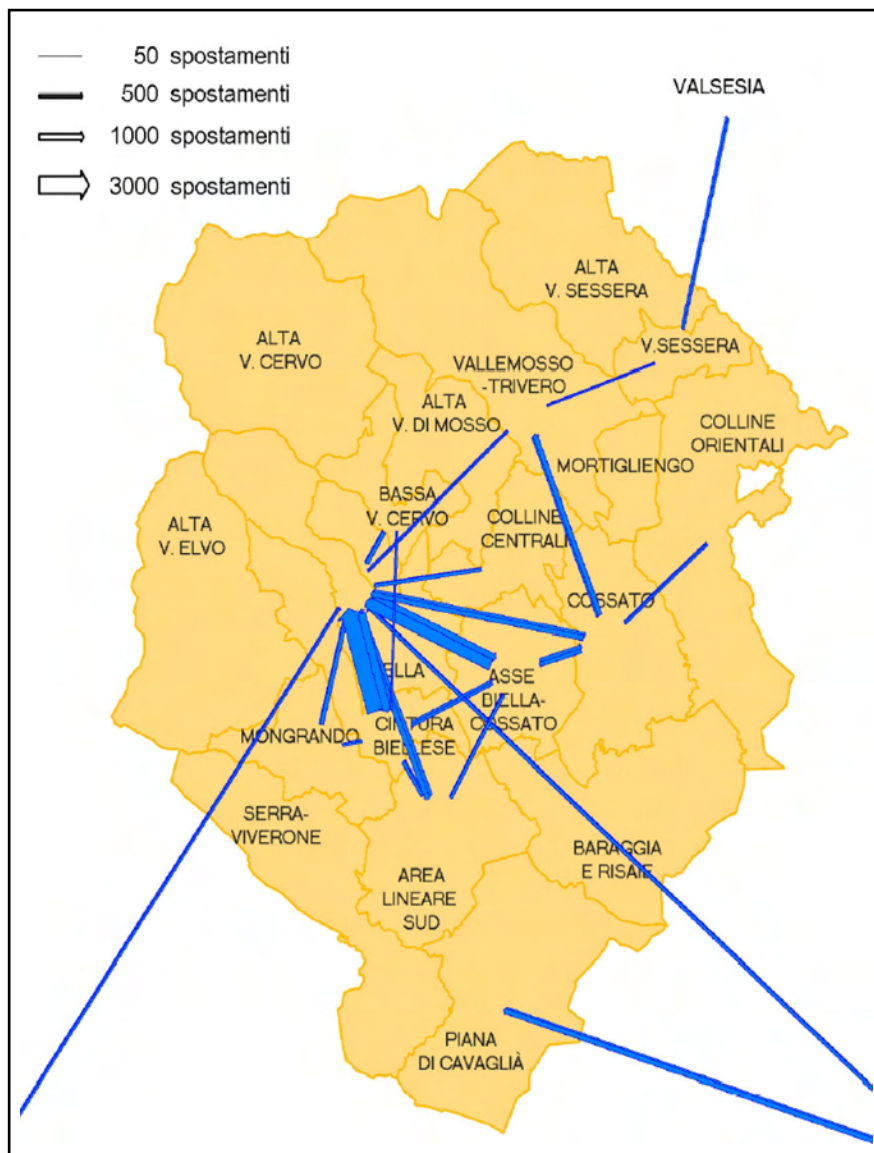 50 spostamenti
500 spostamenti
1000 spostamenti
3000 spostamenti
VALSESIA
ALTA
V. SESSERA
ALTA
V. CERVO
V.SESSERA
VALLEMOSSO
-TRIVERO
ALTA
V. DI MOSSO
COLLINE
ORIENTALI
MORTIGLIENGO
BASSA
V. CERVO
COLLINE
CENTRALI
ALTA
V. ELVO
COSSATO
ELLA
ASSE
BIELLA-
COSSATO
CINTURA
BIELLESE
MONGRANDO
SERRA-
VIVERONE
BARAGGIA
E RISAIE
AREA
LINEARE
SUD
PIANA
DI CAVAGLIÀ